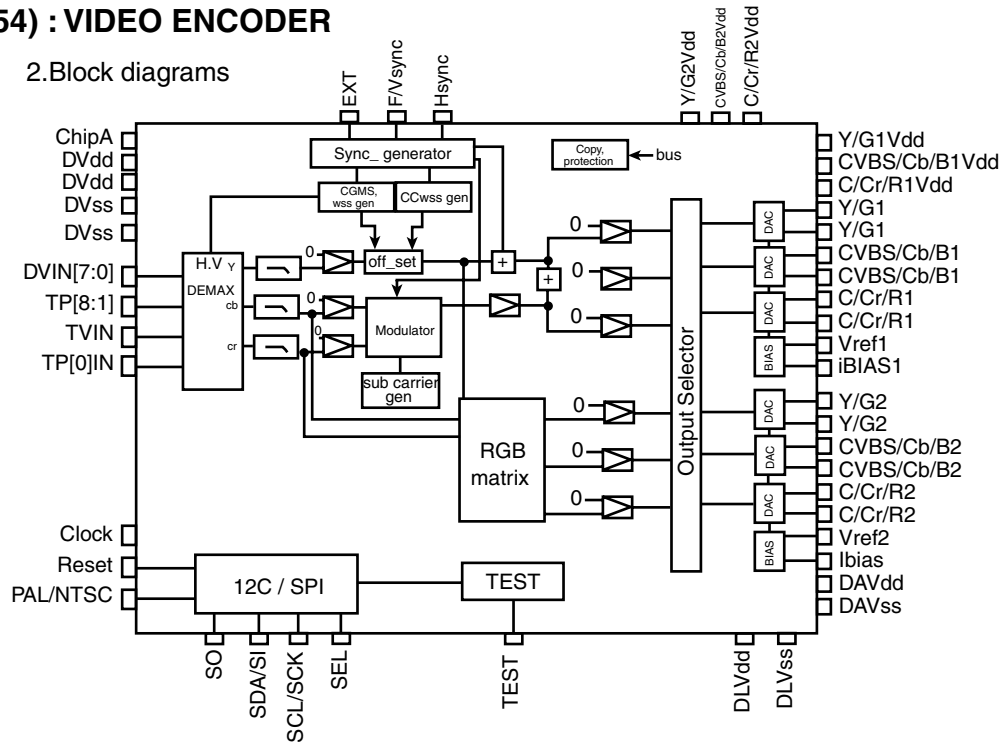 54) : VIDEO ENCODER
2.Block diagrams
EXT
F/Vsync
Hsync
Y/G2Vdd
CVBS/Cb/B2Vdd
C/Cr/R2Vdd
ChipA
DVdd
DVdd
DVss
DVss
DVIN[7:0]
TP[8:1]
TVIN
TP[0]IN
Clock
Reset
PAL/NTSC
Sync_ generator
CGMS,
wss gen
CCwss gen
Copy,
protection
bus
H.V
Y
DEMAX
cb
cr
0
off_set
+
0
0
Modulator
sub carrier
gen
+
0
0
0
RGB
matrix
0
0
0
Output Selector
DAC
DAC
DAC
BIAS
DAC
DAC
DAC
BIAS
Y/G1Vdd
CVBS/Cb/B1Vdd
C/Cr/R1Vdd
Y/G1
Y/G1
CVBS/Cb/B1
CVBS/Cb/B1
C/Cr/R1
C/Cr/R1
Vref1
iBIAS1
Y/G2
Y/G2
CVBS/Cb/B2
CVBS/Cb/B2
C/Cr/R2
C/Cr/R2
Vref2
Ibias
DAVdd
DAVss
12C / SPI
TEST
SO
SDA/SI
SCL/SCK
SEL
TEST
DLVdd
DLVss